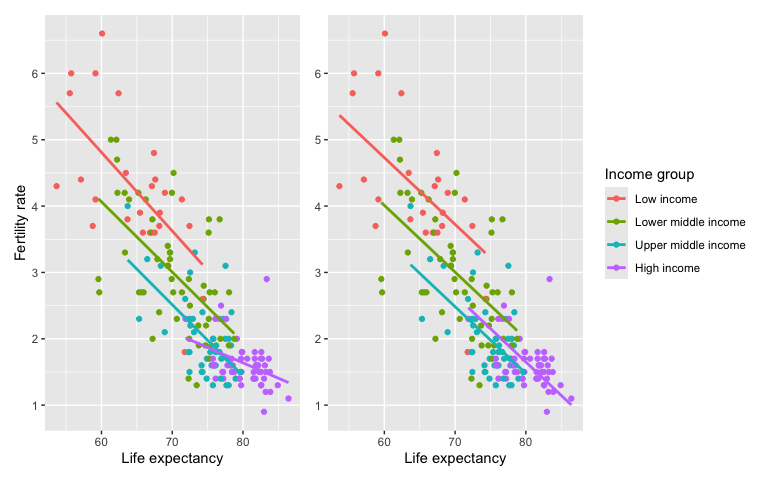 Fertility rate
6
5
4
3
2
1
60
70
80
Life expectancy
6
5
4
3
2
1
60
70
80
Life expectancy
Income group
Low income
Lower middle income
Upper middle income
High income